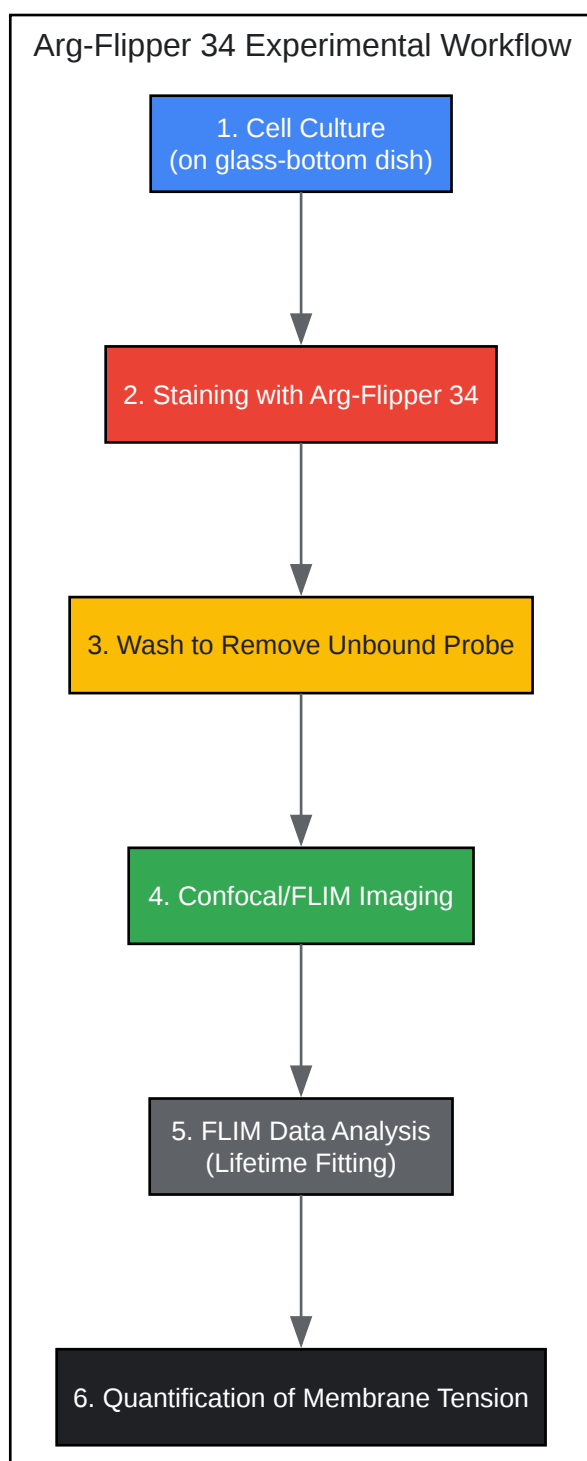 Arg-Flipper 34 Experimental Workflow
1. Cell Culture
(on glass-bottom dish)
2. Staining with Arg-Flipper 34
3. Wash to Remove Unbound Probe
4. Confocal/FLIM Imaging
5. FLIM Data Analysis
(Lifetime Fitting)
6. Quantification of Membrane Tension